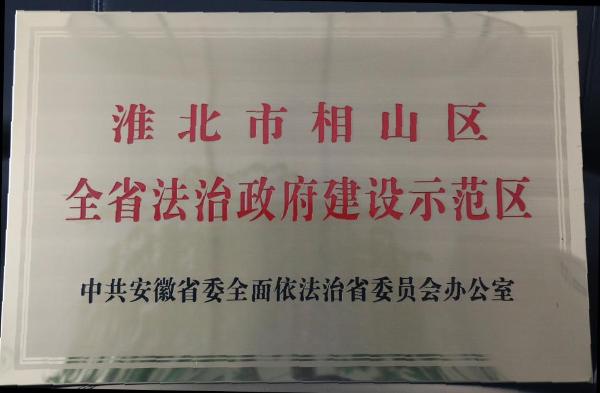 淮北市相山区
全省法治政府建设示范区
中共安徽省委全面依法治省委员会办公室